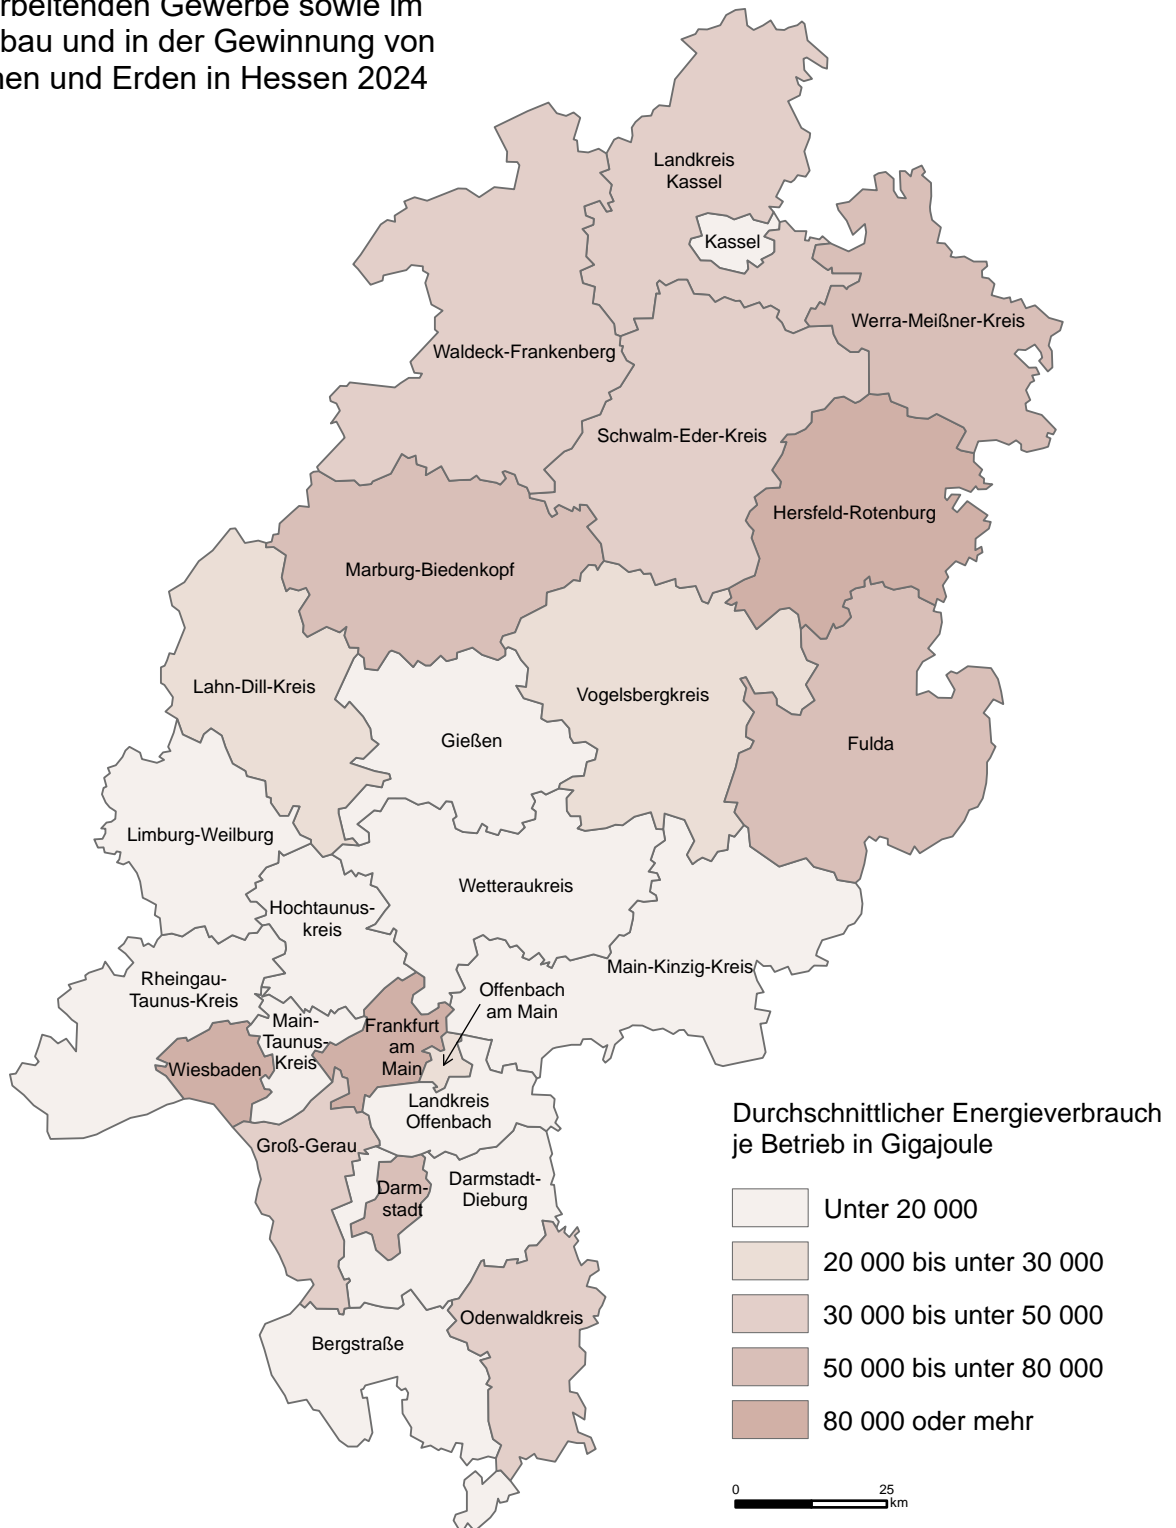 bau und in der Gewinnung von
en und Erden in Hessen 2024
Landkreis
Kassel
Kassel
Werra-Meißner-Kreis
Waldeck-Frankenberg
Schwalm-Eder-Kreis
Hersfeld-Rotenburg
Marburg-Biedenkopf
Lahn-Dill-Kreis
Vogelsbergkreis
Gießen
Fulda
Limburg-Weilburg
Wetteraukreis
Hochtaunus-
kreis
Main-Kinzig-Kreis
Rheingau-
Taunus-Kreis
Offenbach
am Main
Main-
Taunus-
Kreis
Frankfurt
am
Main
Wiesbaden
Landkreis
Offenbach
Groß-Gerau
Darm-
stadt
Darmstadt-
Dieburg
Odenwaldkreis
Bergstraße
Durchschnittlicher Energieverbrauch
je Betrieb in Gigajoule
Unter 20 000
20 000 bis unter 30 000
30 000 bis unter 50 000
50 000 bis unter 80 000
80 000 oder mehr
0 25
km